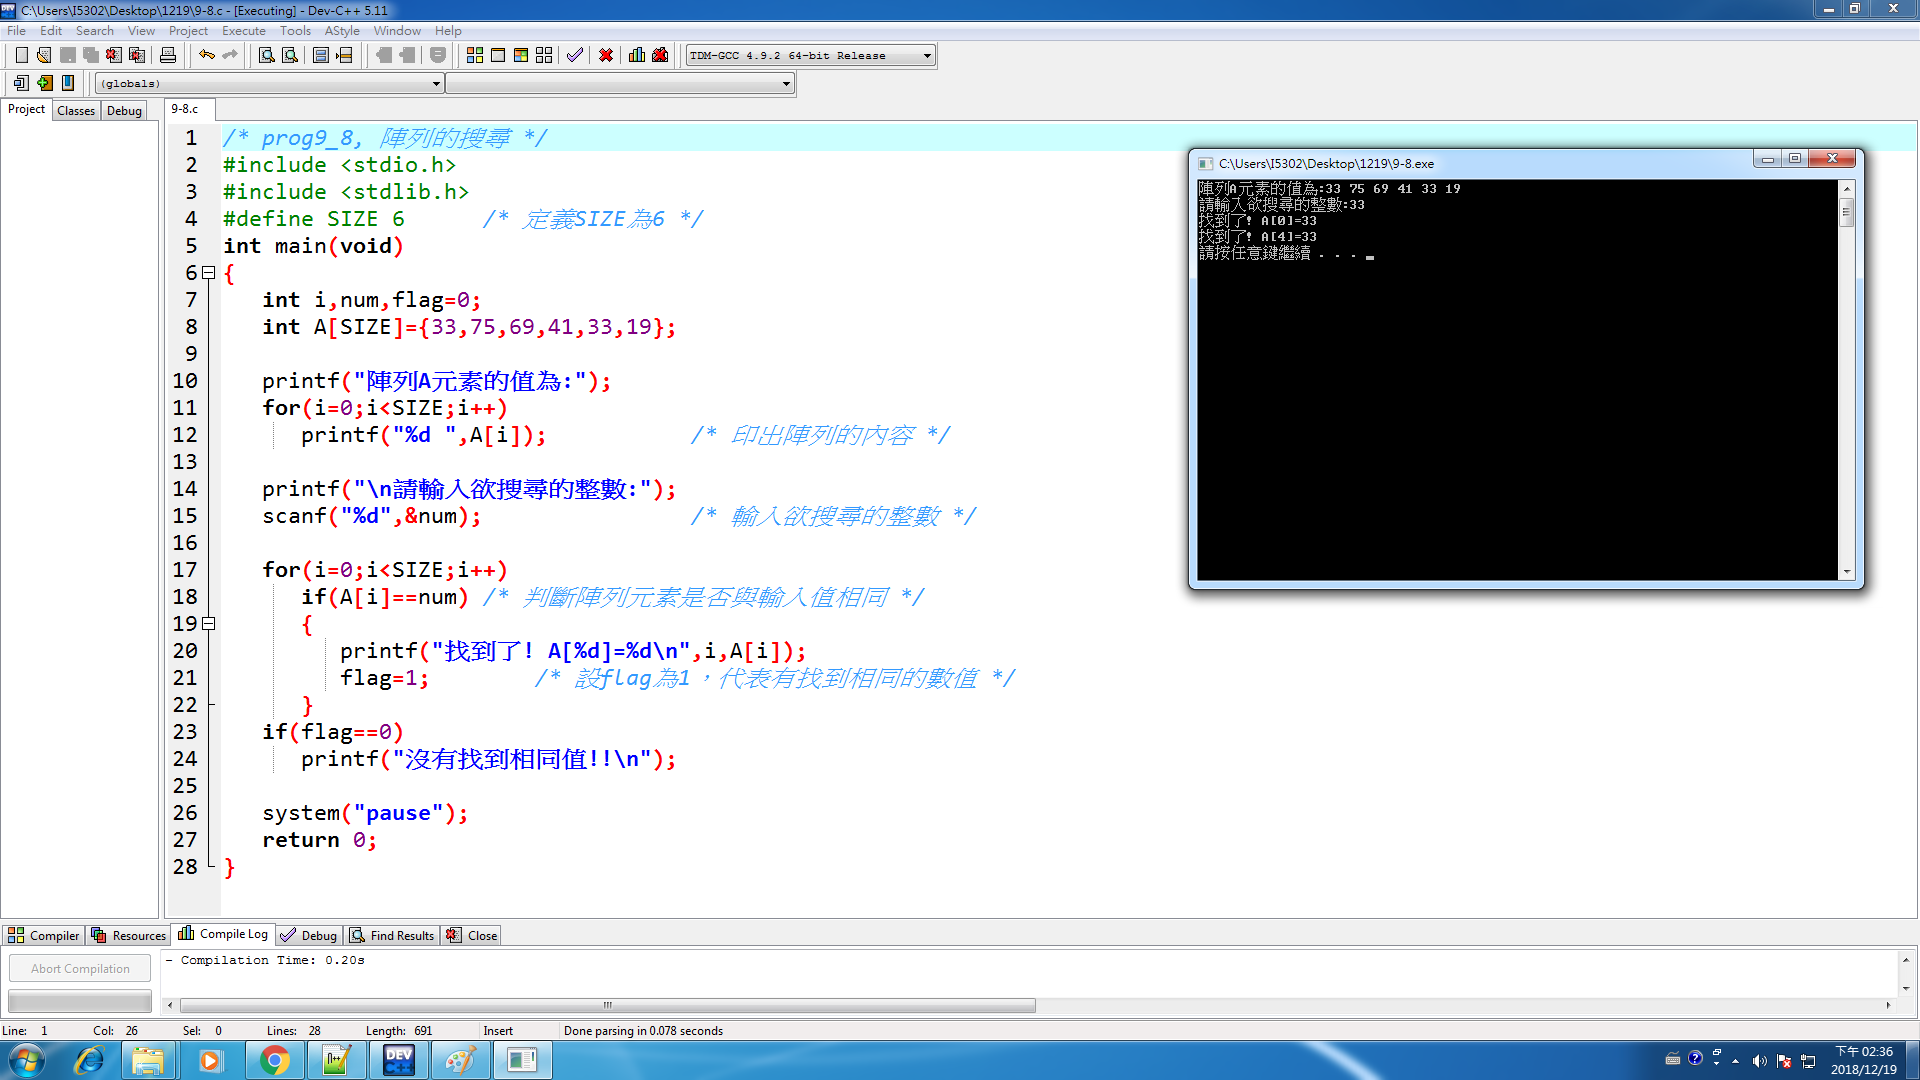 C:\Users\I5302\Desktop\1219\9-8.c - [Executing] - Dev-C++ 5.11
File Edit Search View Project Execute Tools AStyle Window Help
TDM-GCC 4.9.2 64-bit Release
(globals)
Project Classes Debug
9-8.c
1 /* prog9_8, 陣列的搜尋 */
2 #include <stdio.h>
3 #include <stdlib.h>
4 #define SIZE 6 /* 定義SIZE為6 */
5 int main(void)
6 {
7 int i,num,flag=0;
8 int A[SIZE]={33,75,69,41,33,19};
9
10 printf("陣列A元素的值為:");
11 for(i=0;i<SIZE;i++)
12 printf("%d ",A[i]); /* 印出陣列的內容 */
13
14 printf("\n請輸入欲搜尋的整數:");
15 scanf("%d",&num); /* 輸入欲搜尋的整數 */
16
17 for(i=0;i<SIZE;i++)
18 if(A[i]==num) /* 判斷陣列元素是否與輸入值相同 */
19 {
20 printf("找到了! A[%d]=%d\n",i,A[i]);
21 flag=1; /* 設flag為1，代表有找到相同的數值 */
22 }
23 if(flag==0)
24 printf("沒有找到相同值!!\n");
25
26 system("pause");
27 return 0;
28 }
C:\Users\I5302\Desktop\1219\9-8.exe
陣列A元素的值為:33 75 69 41 33 19
請輸入欲搜尋的整數:33
找到了! A[0]=33
找到了! A[4]=33
請按任意鍵繼續 . . .
Compiler Resources Compile Log Debug Find Results Close
Abort Compilation
- Compilation Time: 0.20s
Line: 1 Col: 26 Sel: 0 Lines: 28 Length: 691 Insert Done parsing in 0.078 seconds
DEV C++
下午 02:36
2018/12/19